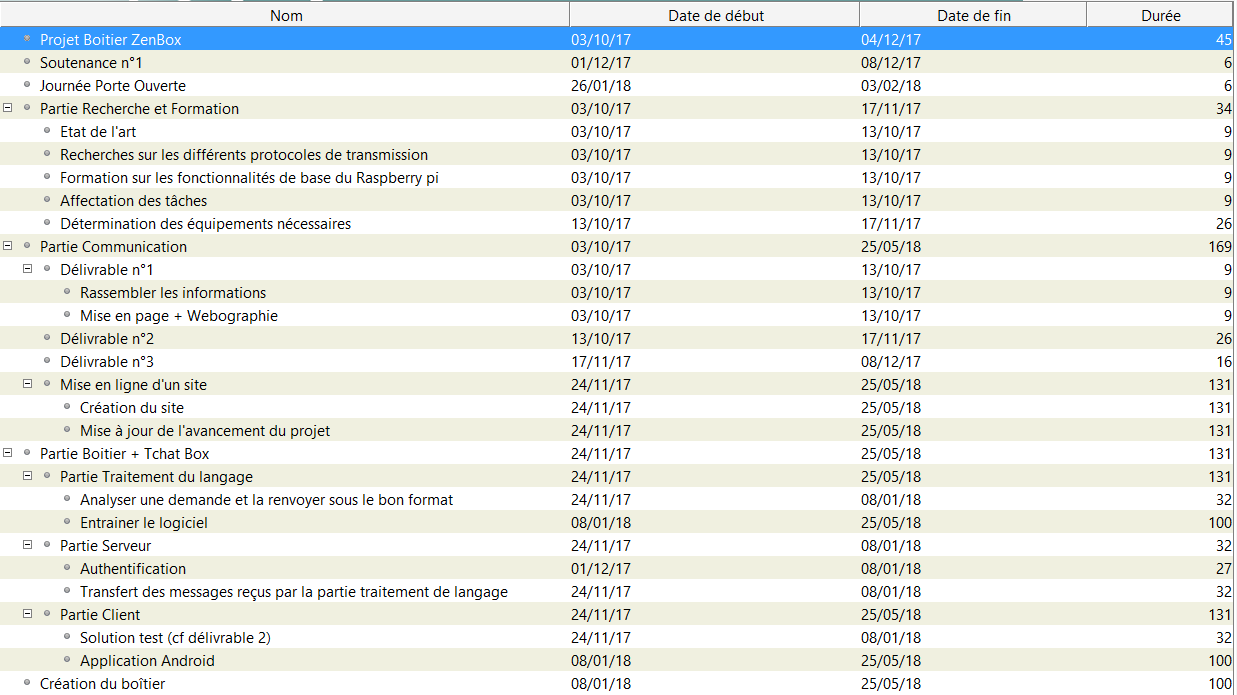 Nom Date de début Date de fin Durée
Projet Boitier ZenBox 03/10/17 04/12/17 45
Soutenance n°1 01/12/17 08/12/17 6
Journée Porte Ouverte 26/01/18 03/02/18 6
Partie Recherche et Formation 03/10/17 17/11/17 34
Etat de l'art 03/10/17 13/10/17 9
Recherches sur les différents protocoles de transmission 03/10/17 13/10/17 9
Formation sur les fonctionnalités de base du Raspberry pi 03/10/17 13/10/17 9
Affectation des tâches 03/10/17 13/10/17 9
Détermination des équipements nécessaires 13/10/17 17/11/17 26
Partie Communication 03/10/17 25/05/18 169
Délivrable n°1 03/10/17 13/10/17 9
Rassembler les informations 03/10/17 13/10/17 9
Mise en page + Webographie 03/10/17 13/10/17 9
Délivrable n°2 13/10/17 17/11/17 26
Délivrable n°3 17/11/17 08/12/17 16
Mise en ligne d'un site 24/11/17 25/05/18 131
Création du site 24/11/17 25/05/18 131
Mise à jour de l'avancement du projet 24/11/17 25/05/18 131
Partie Boitier + Tchat Box 24/11/17 25/05/18 131
Partie Traitement du langage 24/11/17 25/05/18 131
Analyser une demande et la renvoyer sous le bon format 24/11/17 08/01/18 32
Entrainer le logiciel 08/01/18 25/05/18 100
Partie Serveur 24/11/17 08/01/18 32
Authentification 01/12/17 08/01/18 27
Transfert des messages reçus par la partie traitement de langage 24/11/17 08/01/18 32
Partie Client 24/11/17 25/05/18 131
Solution test (cf délivrable 2) 24/11/17 08/01/18 32
Application Android 08/01/18 25/05/18 100
Création du boîtier 08/01/18 25/05/18 100